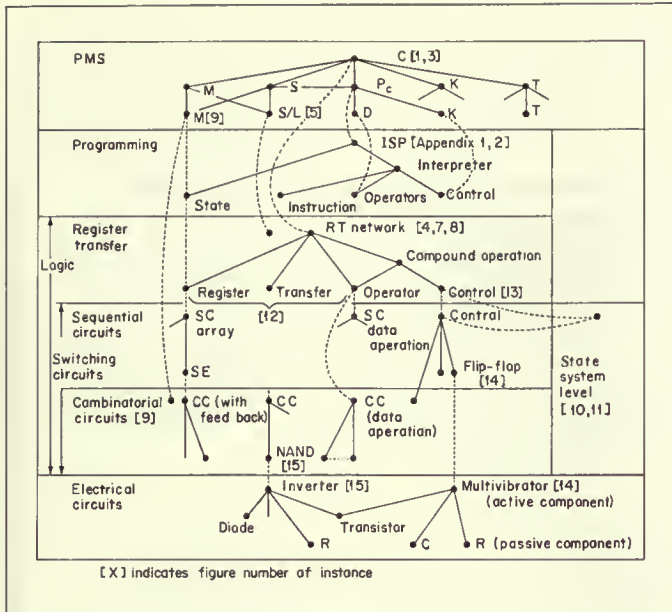 PMS
C [1,3]
M S Pc K T
M[9] S/L [5] D K T
Programming
ISP [Appendix 1, 2]
Interpreter
State Instruction Operators Control
Register transfer
RT network [4,7,8]
Logic
Compound operation
Register Transfer Operator Control [13]
[12]
Sequential circuits
SC array
SC data operation
Control
Switching circuits
SE
Flip-flop [14]
State system level [10,11]
Combinatorial circuits [9]
CC (with feed back)
CC
CC (data operation)
NAND [15]
Electrical circuits
Inverter [15]
Multivibrator [14] (active component)
Diode Transistor
R C R (passive component)
[X] indicates figure number of instance